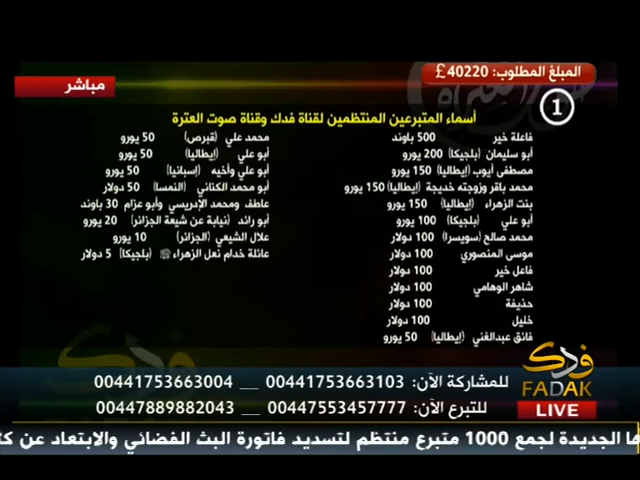 المبلغ المطلوب: 40220£
مباشر
1
أسماء المتبرعين المنتظمين لقناة فدك وقناة صوت العترة
فاعلة خير 500 باوند
أبو سليمان (بلجيكا) 200 يورو
مصطفى أيوب (إيطاليا) 150 يورو
محمد باقر وزوجته خديجة (إيطاليا) 150 يورو
بنت الزهراء (إيطاليا) 150 يورو
أبو علي (بلجيكا) 100 يورو
محمد صالح (سويسرا) 100 دولار
موسى المنصوري 100 دولار
فاعل خير 100 دولار
شاهر الوهامي 100 دولار
حذيفة 100 دولار
خليل 100 دولار
فائق عبدالغني (إيطاليا) 50 يورو
محمد علي (قبرص) 50 يورو
أبو علي (إيطاليا) 50 يورو
أبو علي وأخيه (إسبانيا) 50 يورو
أبو محمد الكناني (النمسا) 50 دولار
عاطف ومحمد الإدريسي وأبو عزام 30 باوند
أبو رائد (نيابة عن شيعة الجزائر) 20 يورو
علال الشيعي (الجزائر) 10 يورو
عائلة خدام نعل الزهراء (بلجيكا) 5 دولار
فدك
FADAK
LIVE
للمشاركة الآن: 00441753663103 __ 00441753663004
للتبرع الآن: 00447553457777 __ 00447889882043
ها الجديدة لجمع 1000 متبرع منتظم لتسديد فاتورة البث الفضائي والابتعاد عن كث